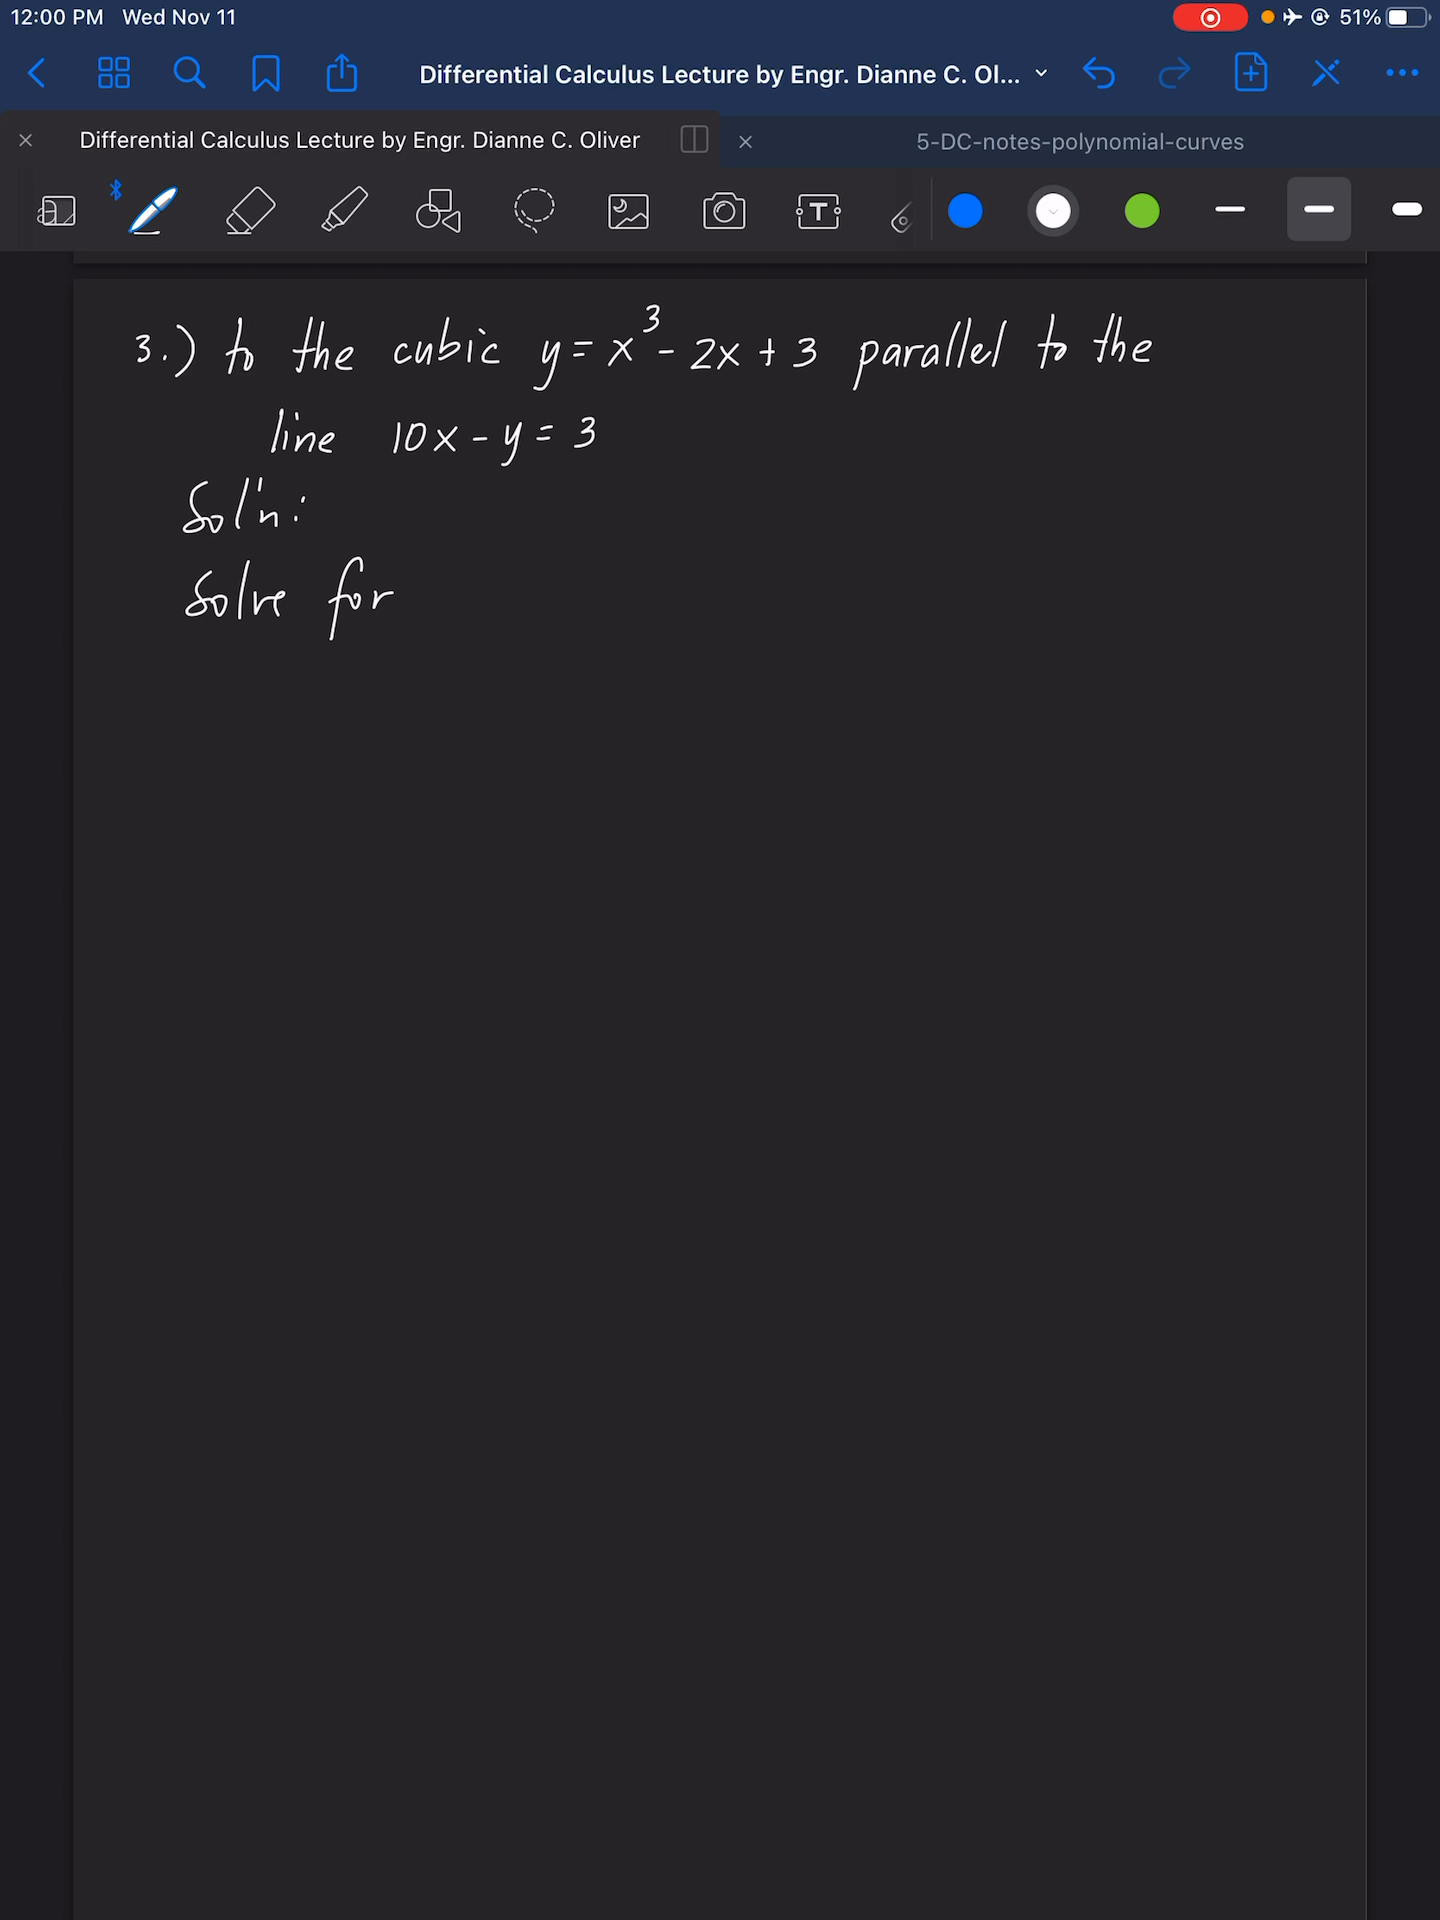 12:00 PM Wed Nov 11
51%
Differential Calculus Lecture by Engr. Dianne C. Ol...
Differential Calculus Lecture by Engr. Dianne C. Oliver
5-DC-notes-polynomial-curves
3.) to the cubic y = x³ - 2x + 3 parallel to the
line 10x - y = 3
Sol'n:
Solve for